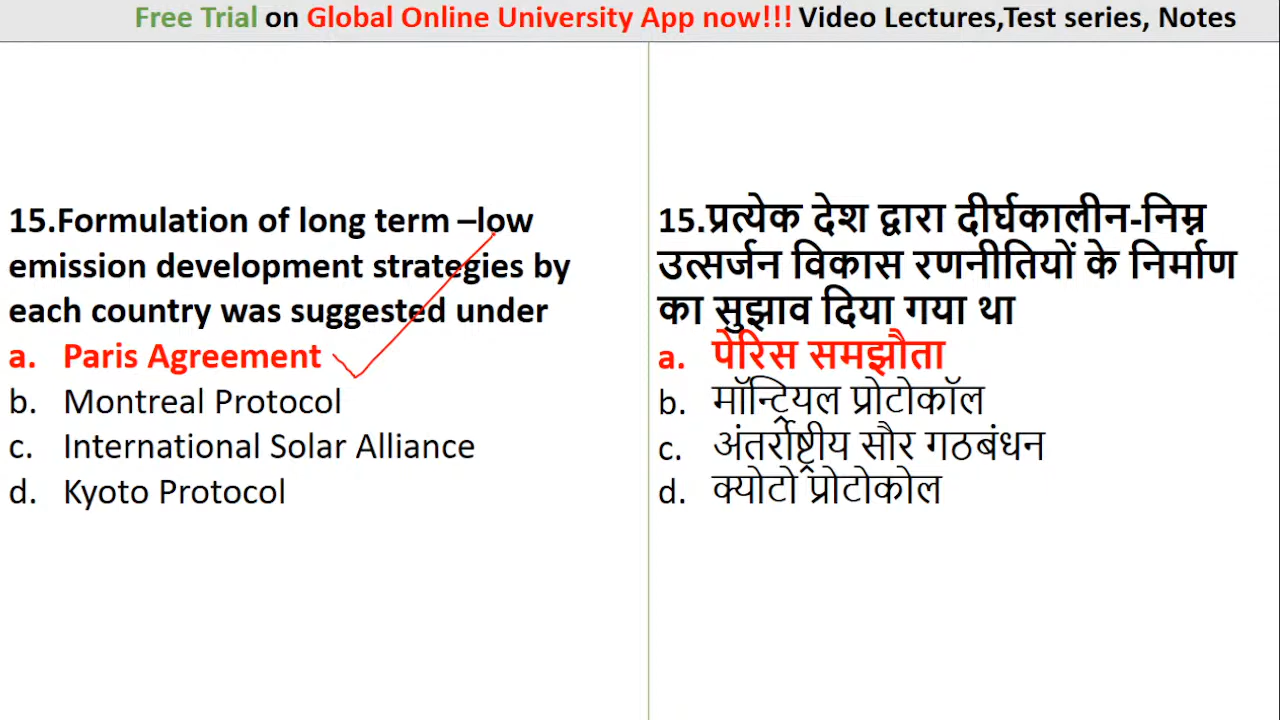 Free Trial on Global Online University App now!!! Video Lectures,Test series, Notes
15.Formulation of long term –low
emission development strategies by
each country was suggested under
a. Paris Agreement
b. Montreal Protocol
c. International Solar Alliance
d. Kyoto Protocol
15.प्रत्येक देश द्वारा दीर्घकालीन-निम्न
उत्सर्जन विकास रणनीतियों के निर्माण
का सुझाव दिया गया था
a. पेरिस समझौता
b. मॉन्ट्रियल प्रोटोकॉल
c. अंतर्राष्ट्रीय सौर गठबंधन
d. क्योटो प्रोटोकोल